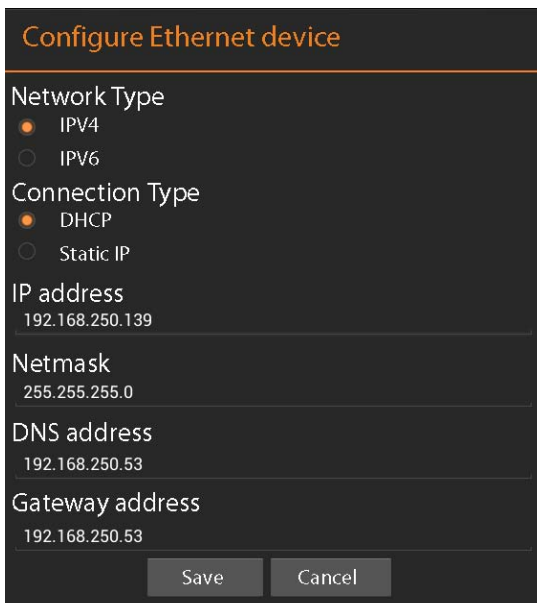 Configure Ethernet device
Network Type
IPV4
IPV6
Connection Type
DHCP
Static IP
IP address
192.168.250.139
Netmask
255.255.255.0
DNS address
192.168.250.53
Gateway address
192.168.250.53
Save Cancel